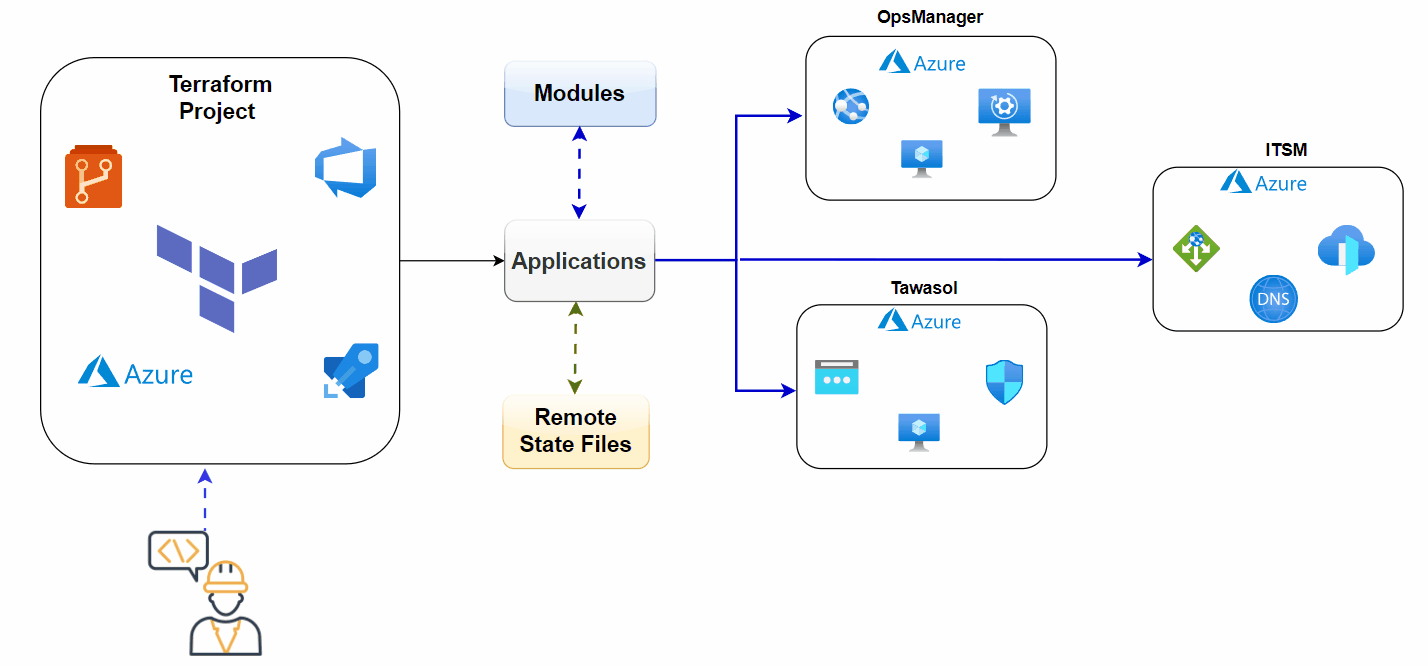 OpsManager
Azure
Terraform
Project
Modules
ITSM
Azure
Applications
Tawasol
Azure
DNS
Azure
Remote
State Files